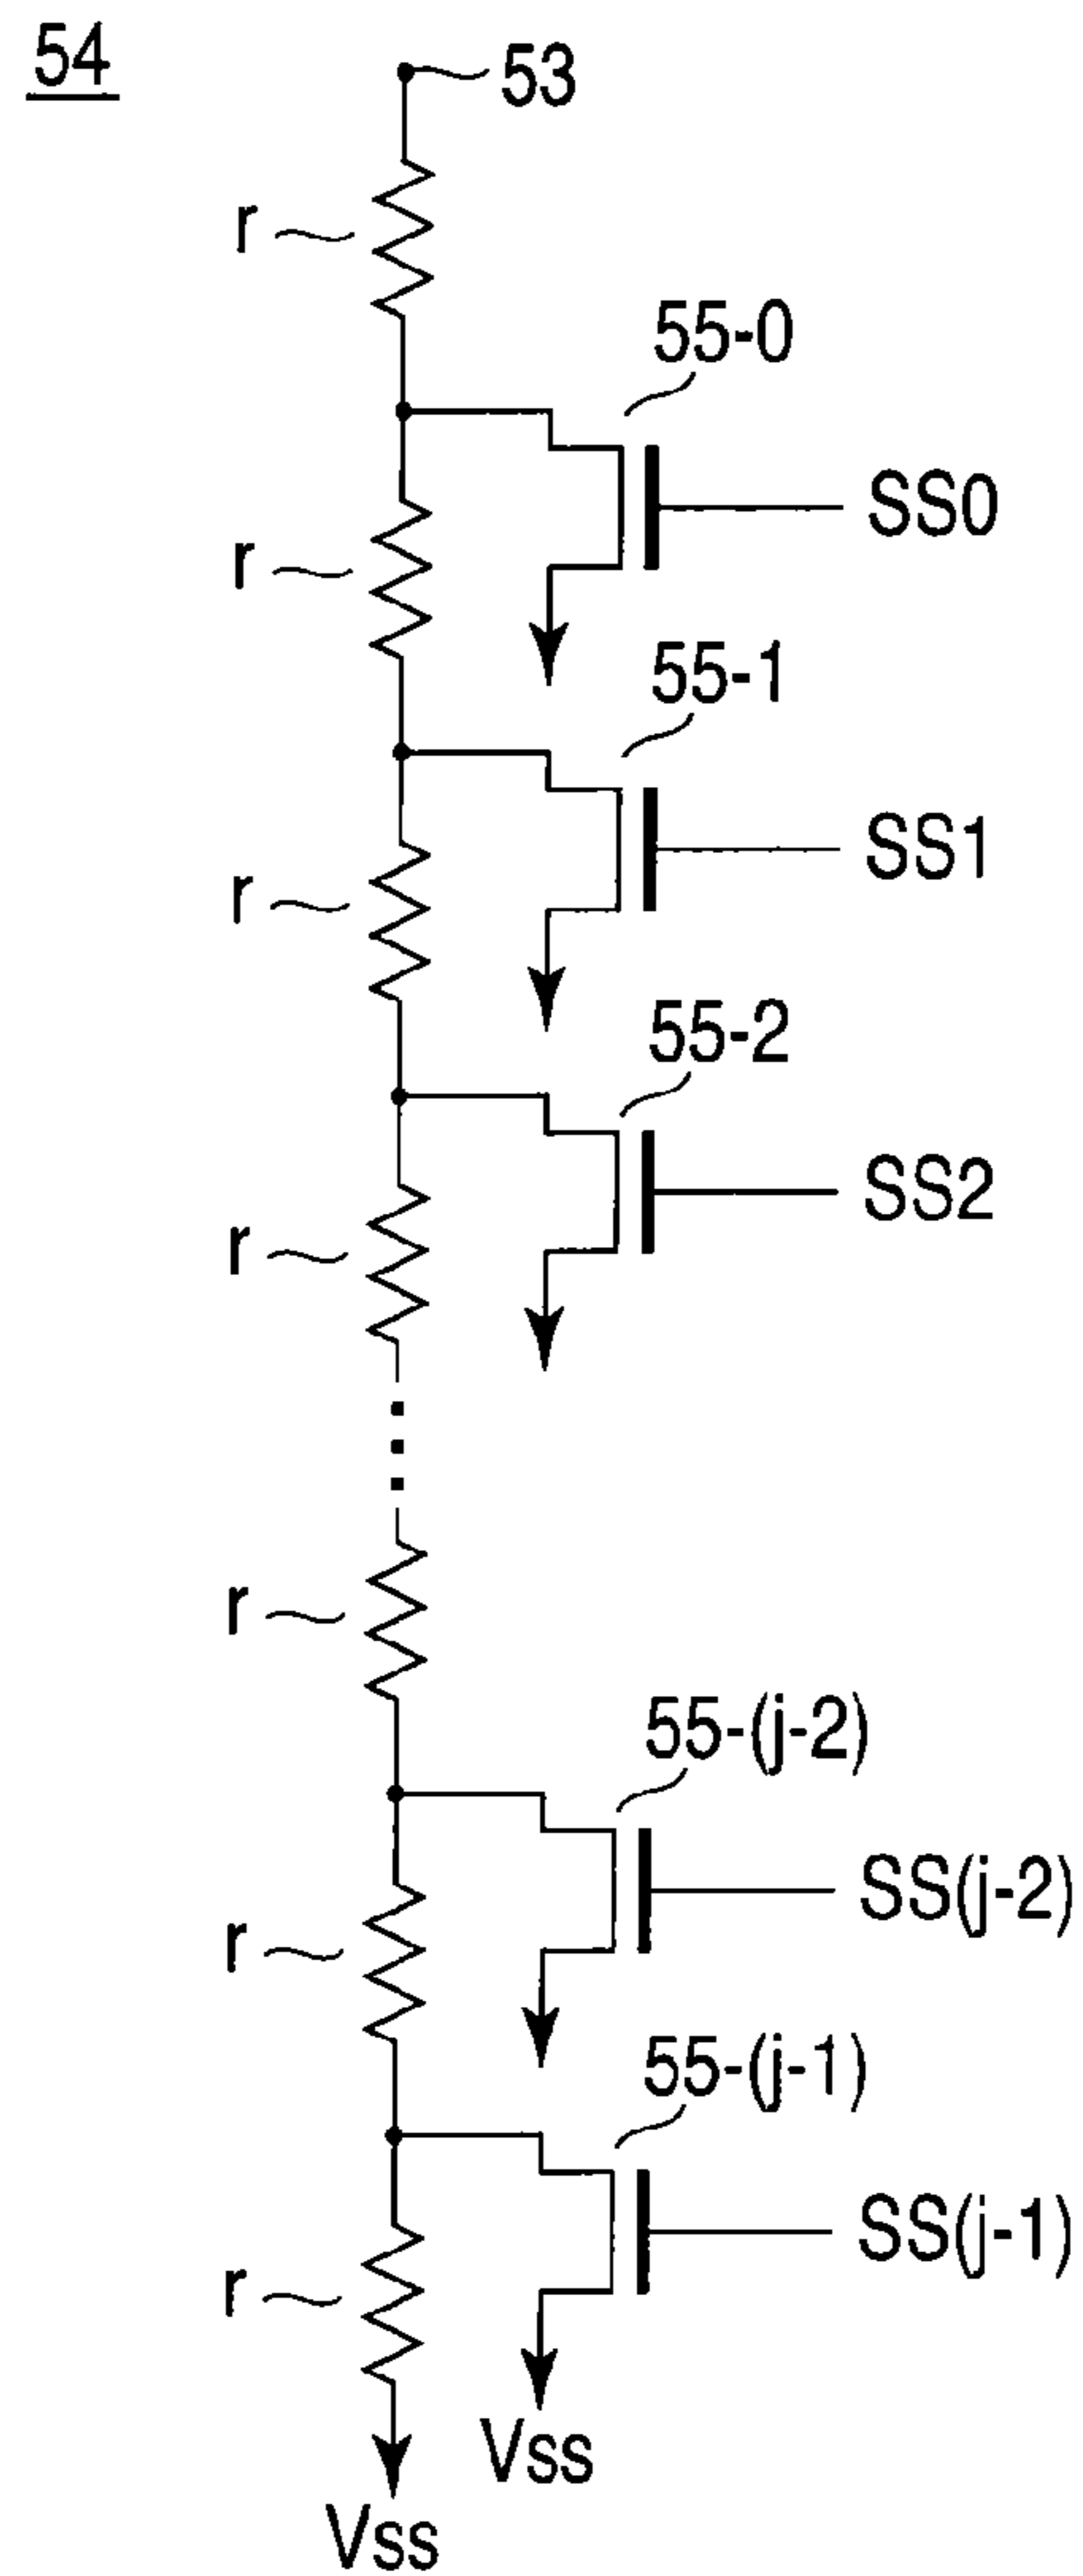 54
53
r
55-0
SS0
r
55-1
SS1
r
55-2
SS2
r
r
55-(j-2)
SS(j-2)
r
55-(j-1)
SS(j-1)
r
Vss
Vss